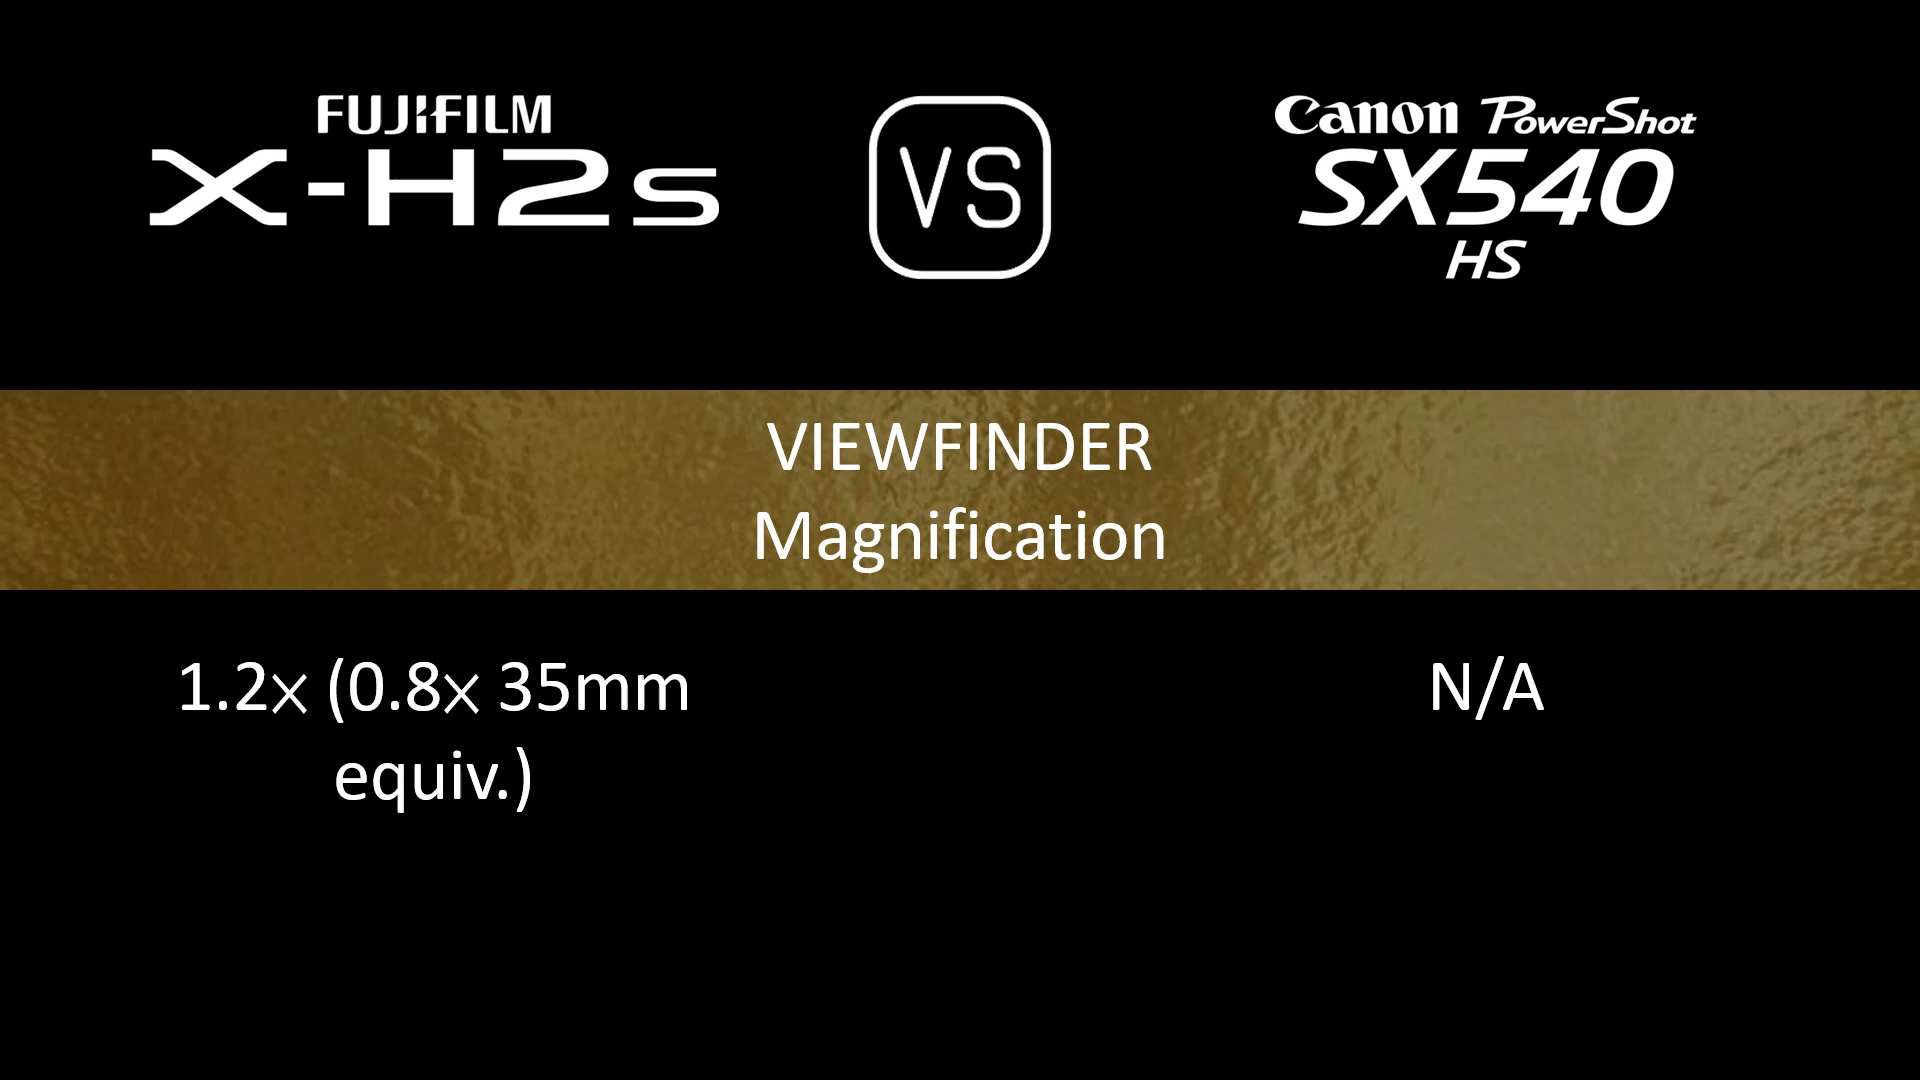 FUJIFILM
X-H2s
VS
Canon PowerShot
SX540
HS
VIEWFINDER
Magnification
1.2x (0.8x 35mm
equiv.)
N/A